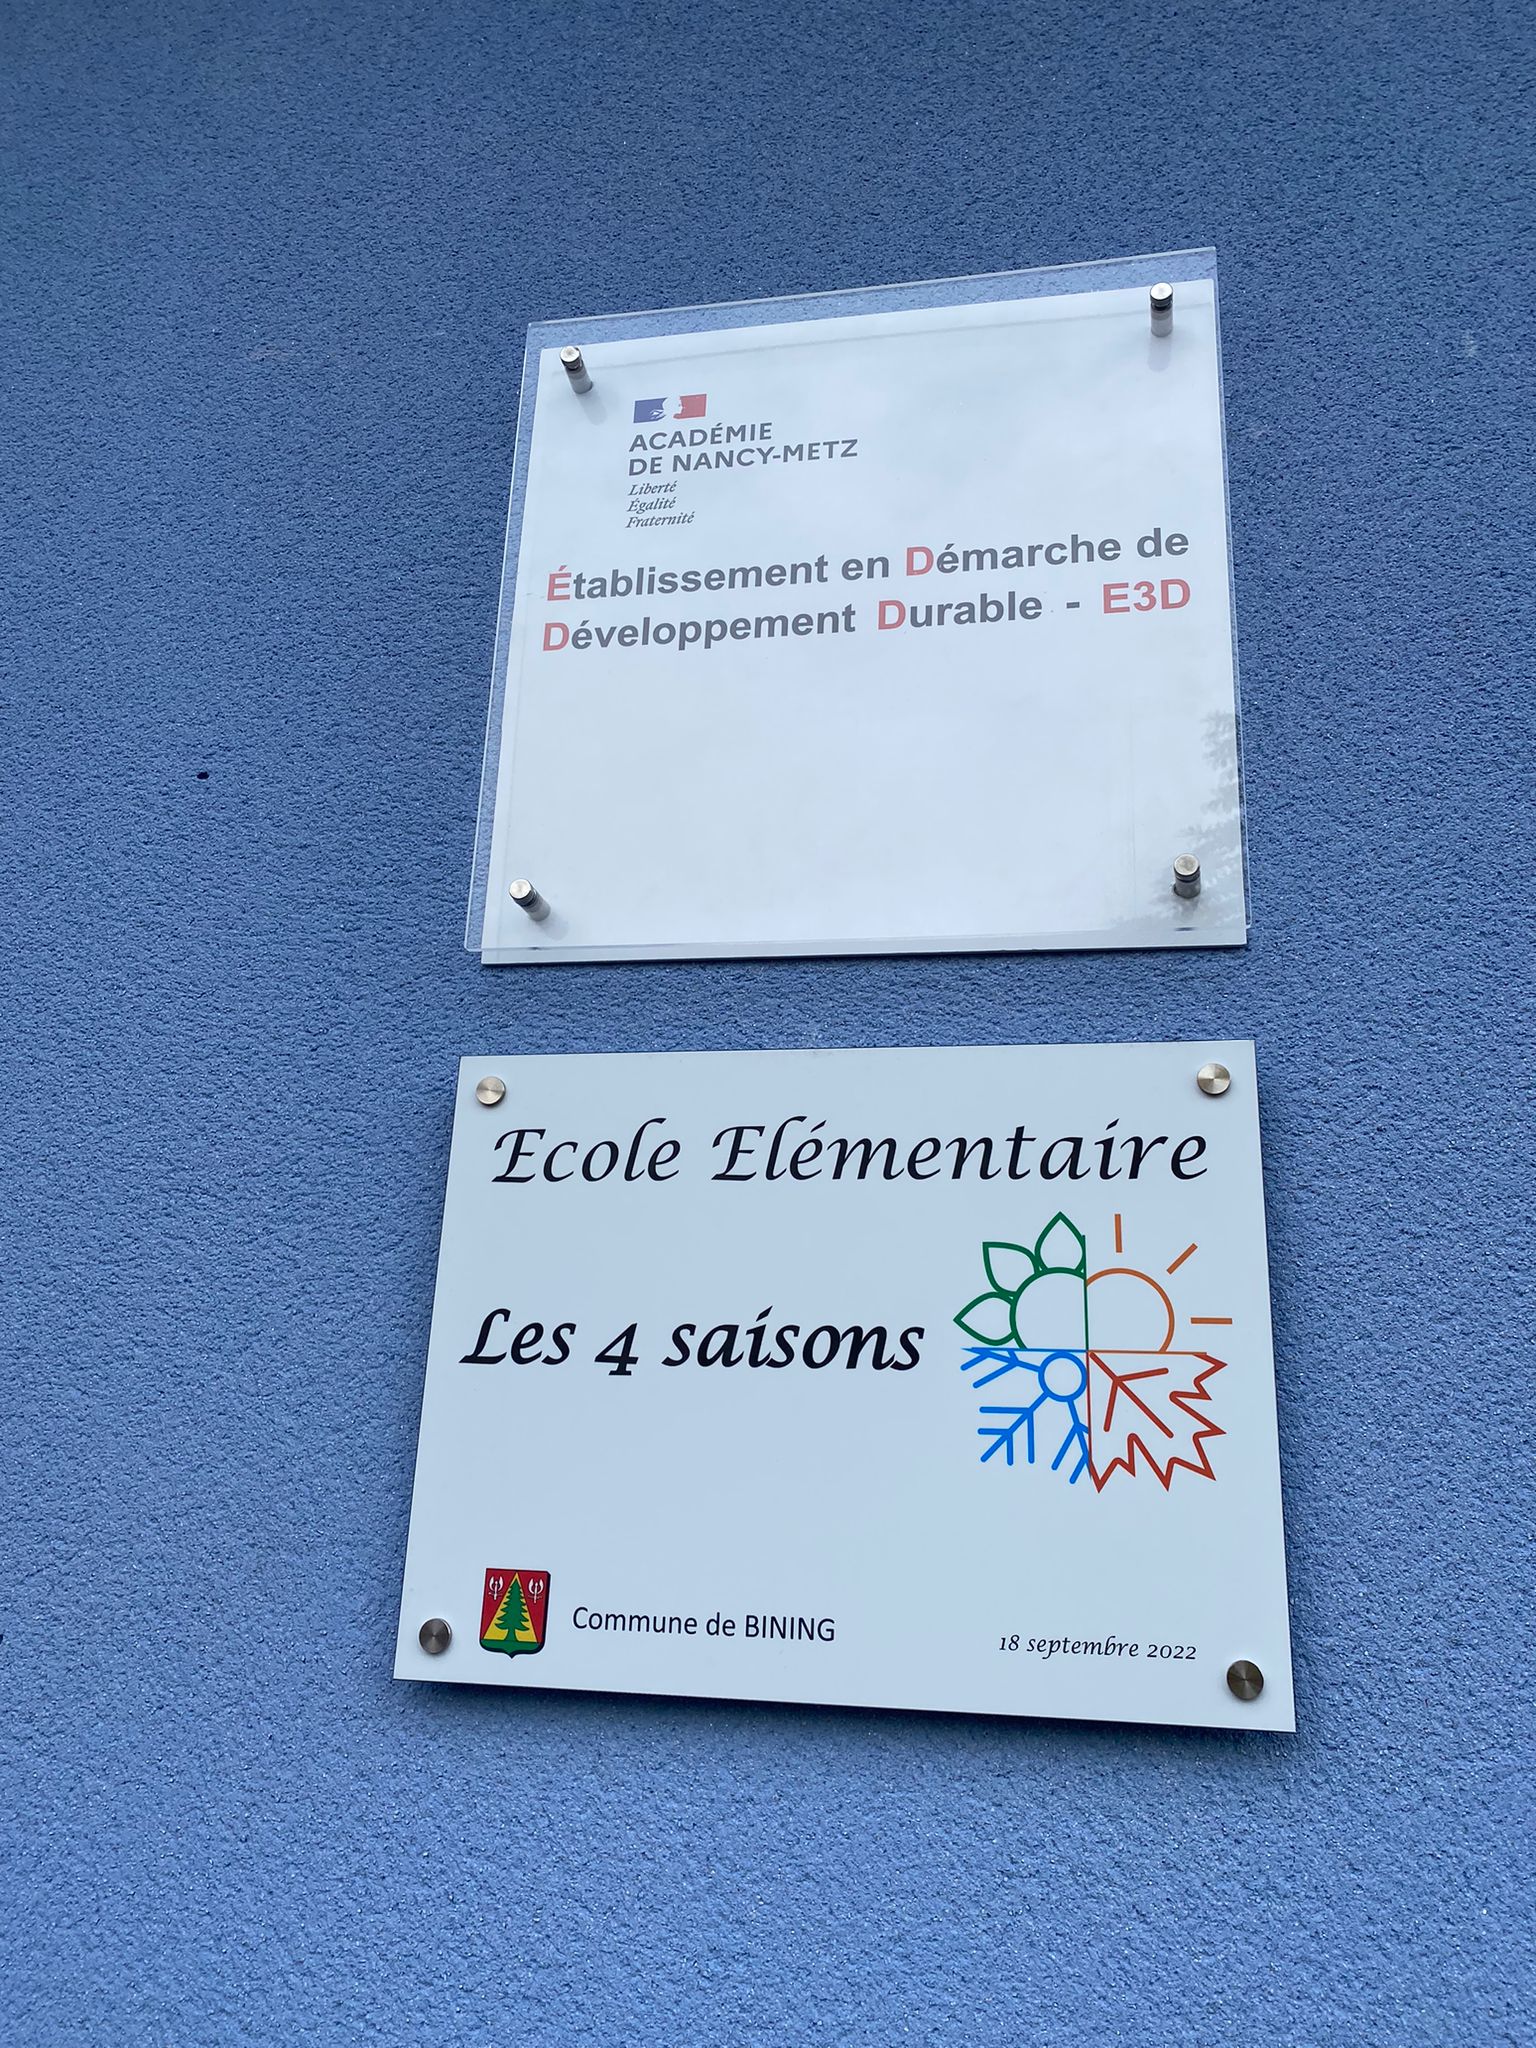 ACADÉMIE
DE NANCY-METZ
Liberté
Égalité
Fraternité
Établissement en Démarche de
Développement Durable - E3D
Ecole Elémentaire
Les 4 saisons
Commune de BINING
18 septembre 2022